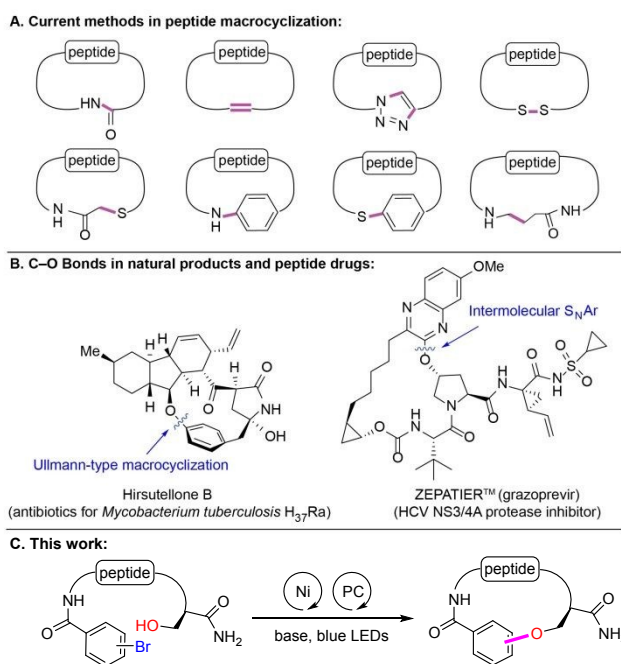 A. Current methods in peptide macrocyclization:
peptide peptide peptide peptide
HN O N N N S S
peptide peptide peptide peptide
NH O S N H S N H O NH
B. C–O Bonds in natural products and peptide drugs:
OMe
N N
Intermolecular SNAr
Me H H H H H O O NH OH O
O O N O H N O N H O S O
O O N H O
Ullmann-type macrocyclization
Hirsutellone B
(antibiotics for Mycobacterium tuberculosis H37Ra)
ZEPATIER™ (grazoprevir)
(HCV NS3/4A protease inhibitor)
C. This work:
peptide
NH O Br HO O NH2
Ni PC
base, blue LEDs
peptide
NH O O O NH